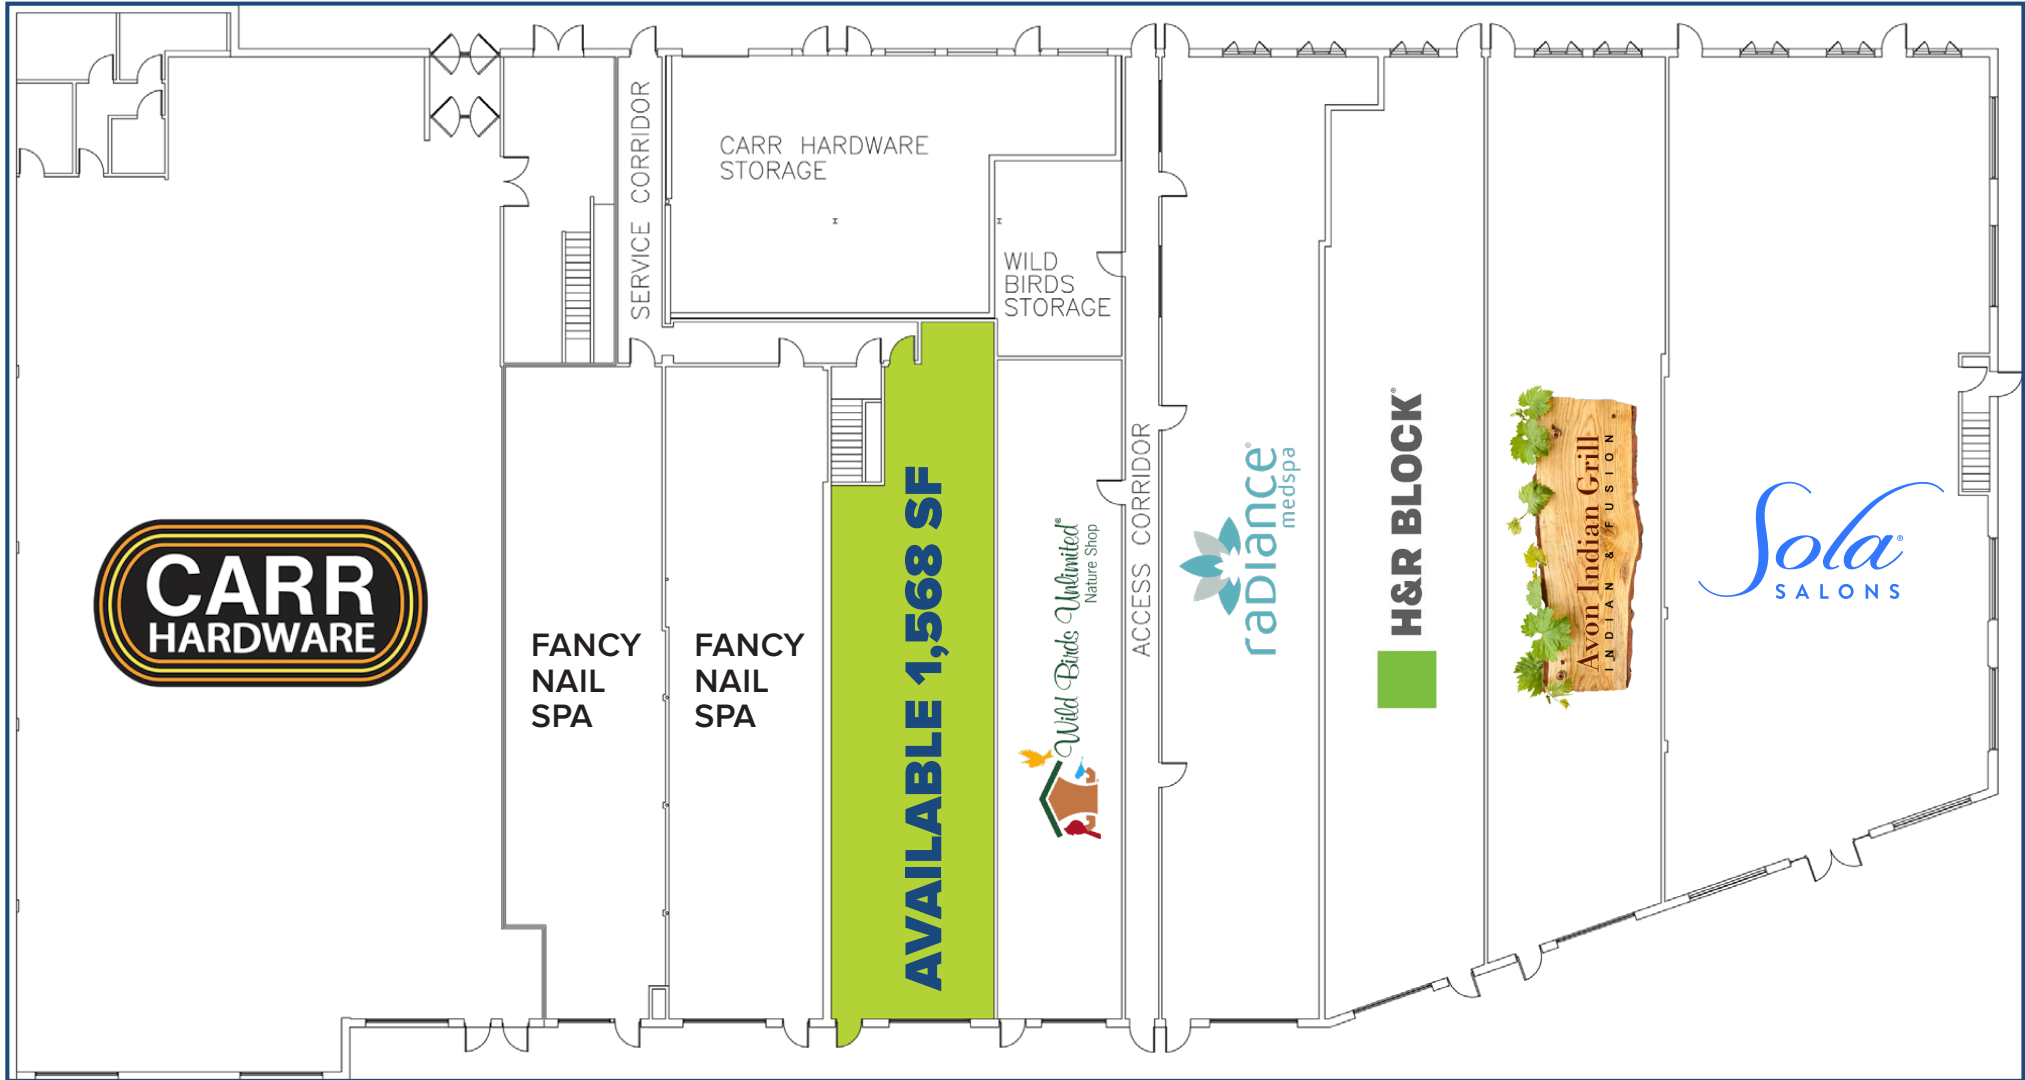 CARR
HARDWARE
FANCY
NAIL
SPA
SERVICE CORRIDOR
FANCY
NAIL
SPA
CARR HARDWARE
STORAGE
AVAILABLE 1,568 SF
WILD
BIRDS
STORAGE
Wild Birds Unlimited®
Nature Shop
ACCESS CORRIDOR
raDiance®
medspa
H&R BLOCK®
Avon Indian Grill
INDIAN & FUSION
Sola®
SALONS